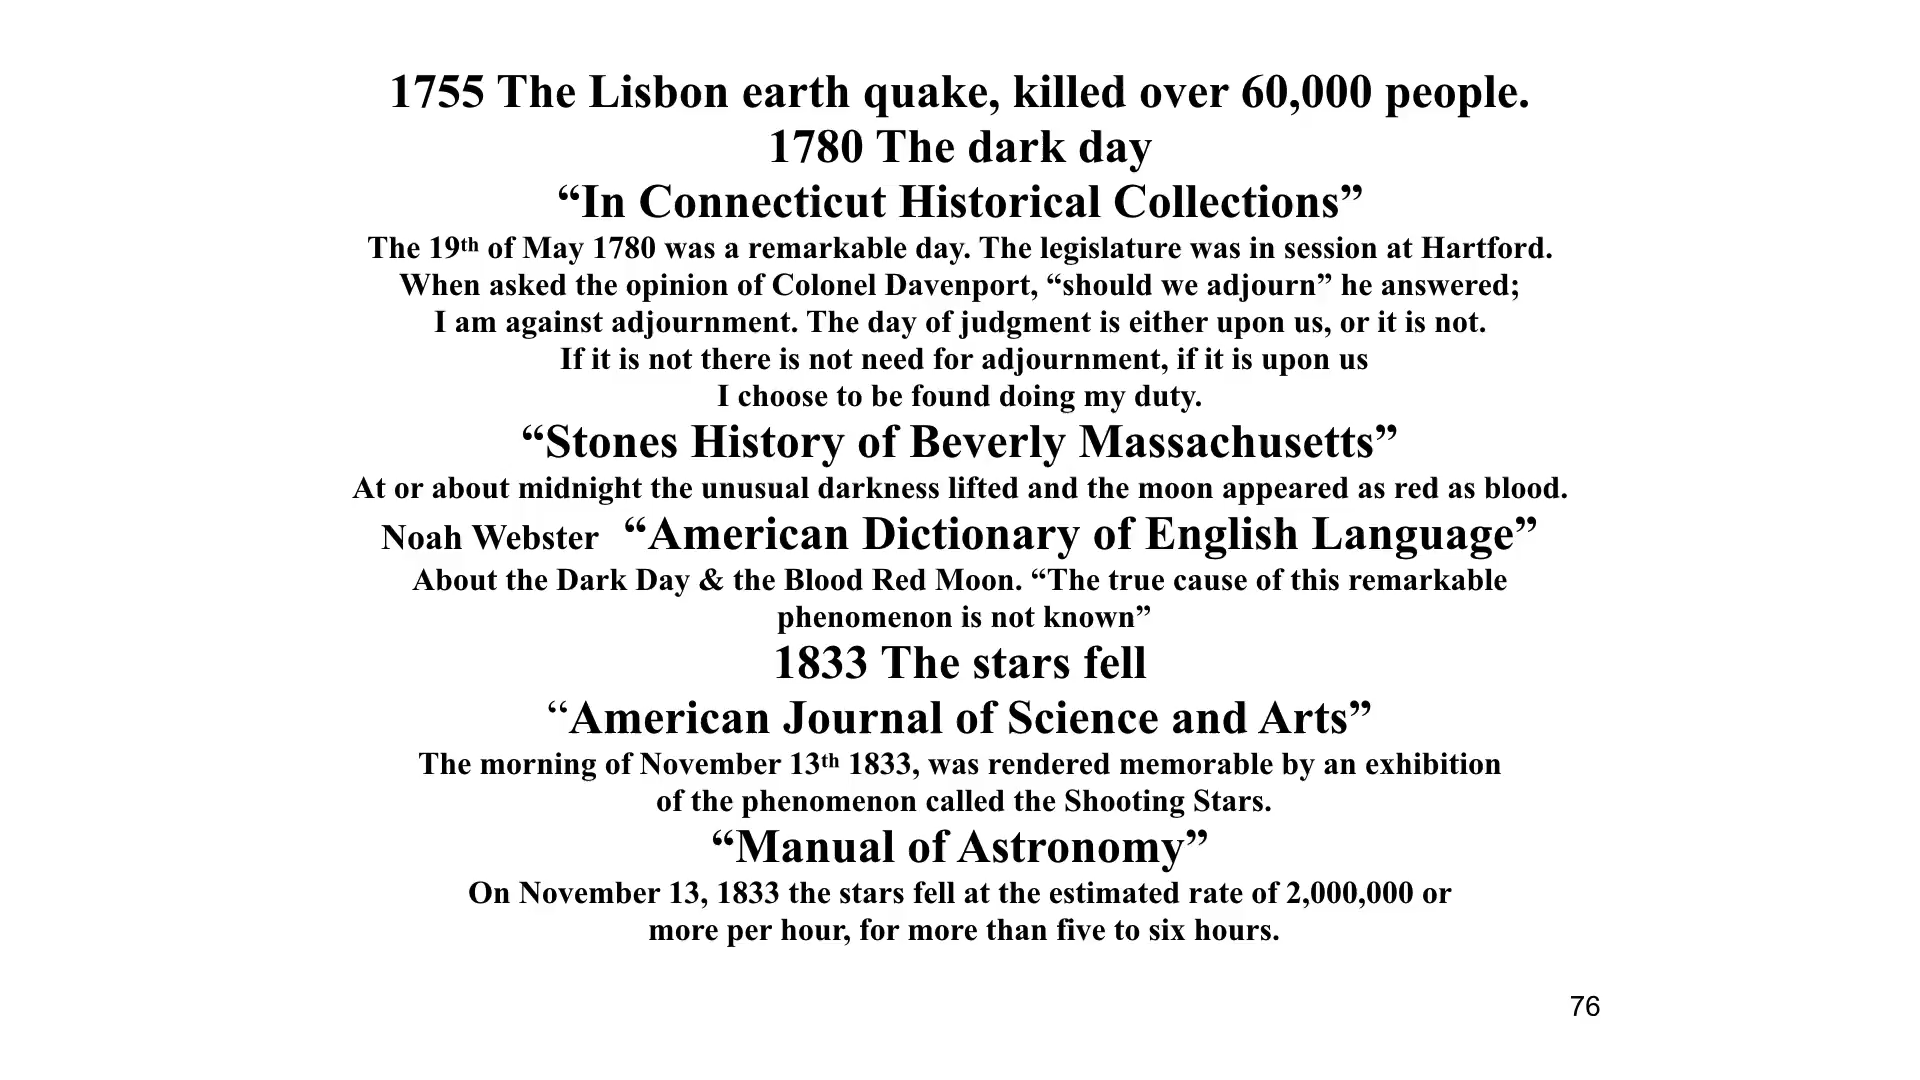 1755 The Lisbon earth quake, killed over 60,000 people.
1780 The dark day
“In Connecticut Historical Collections”
The 19th of May 1780 was a remarkable day. The legislature was in session at Hartford.
When asked the opinion of Colonel Davenport, “should we adjourn” he answered;
I am against adjournment. The day of judgment is either upon us, or it is not.
If it is not there is not need for adjournment, if it is upon us
I choose to be found doing my duty.
“Stones History of Beverly Massachusetts”
At or about midnight the unusual darkness lifted and the moon appeared as red as blood.
Noah Webster “American Dictionary of English Language”
About the Dark Day & the Blood Red Moon. “The true cause of this remarkable
phenomenon is not known”
1833 The stars fell
“American Journal of Science and Arts”
The morning of November 13th 1833, was rendered memorable by an exhibition
of the phenomenon called the Shooting Stars.
“Manual of Astronomy”
On November 13, 1833 the stars fell at the estimated rate of 2,000,000 or
more per hour, for more than five to six hours.
76